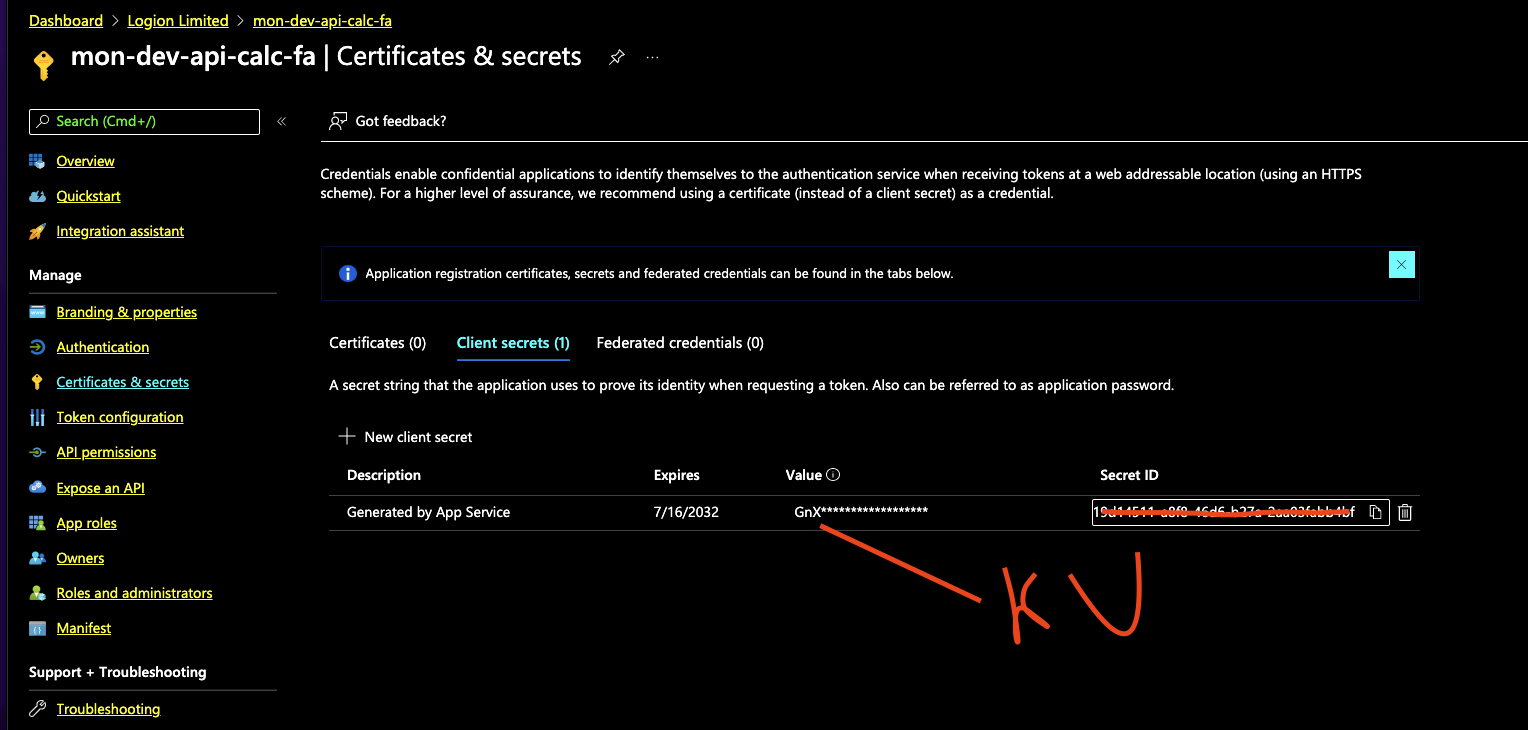 Dashboard > Logion Limited > mon-dev-api-calc-fa
mon-dev-api-calc-fa | Certificates & secrets
Search (Cmd+/)
Got feedback?
Overview
Quickstart
Integration assistant
Manage
Branding & properties
Authentication
Certificates & secrets
Token configuration
API permissions
Expose an API
App roles
Owners
Roles and administrators
Manifest
Support + Troubleshooting
Troubleshooting
Credentials enable confidential applications to identify themselves to the authentication service when receiving tokens at a web addressable location (using an HTTPS
scheme). For a higher level of assurance, we recommend using a certificate (instead of a client secret) as a credential.
Application registration certificates, secrets and federated credentials can be found in the tabs below.
Certificates (0) Client secrets (1) Federated credentials (0)
A secret string that the application uses to prove its identity when requesting a token. Also can be referred to as application password.
New client secret
Description Expires Value Secret ID
Generated by App Service 7/16/2032 GnX******************
KV